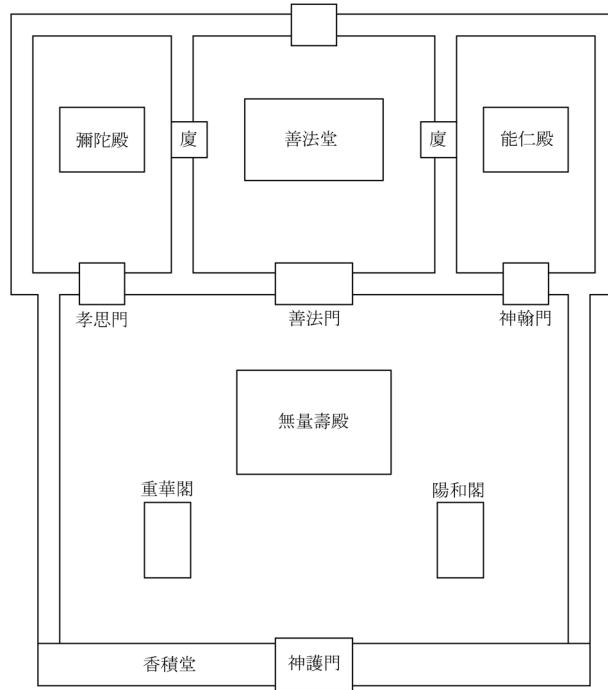 彌陀殿
廈
善法堂
廈
能仁殿
孝思門
善法門
神翰門
無量壽殿
重華閣
陽和閣
香積堂
神護門